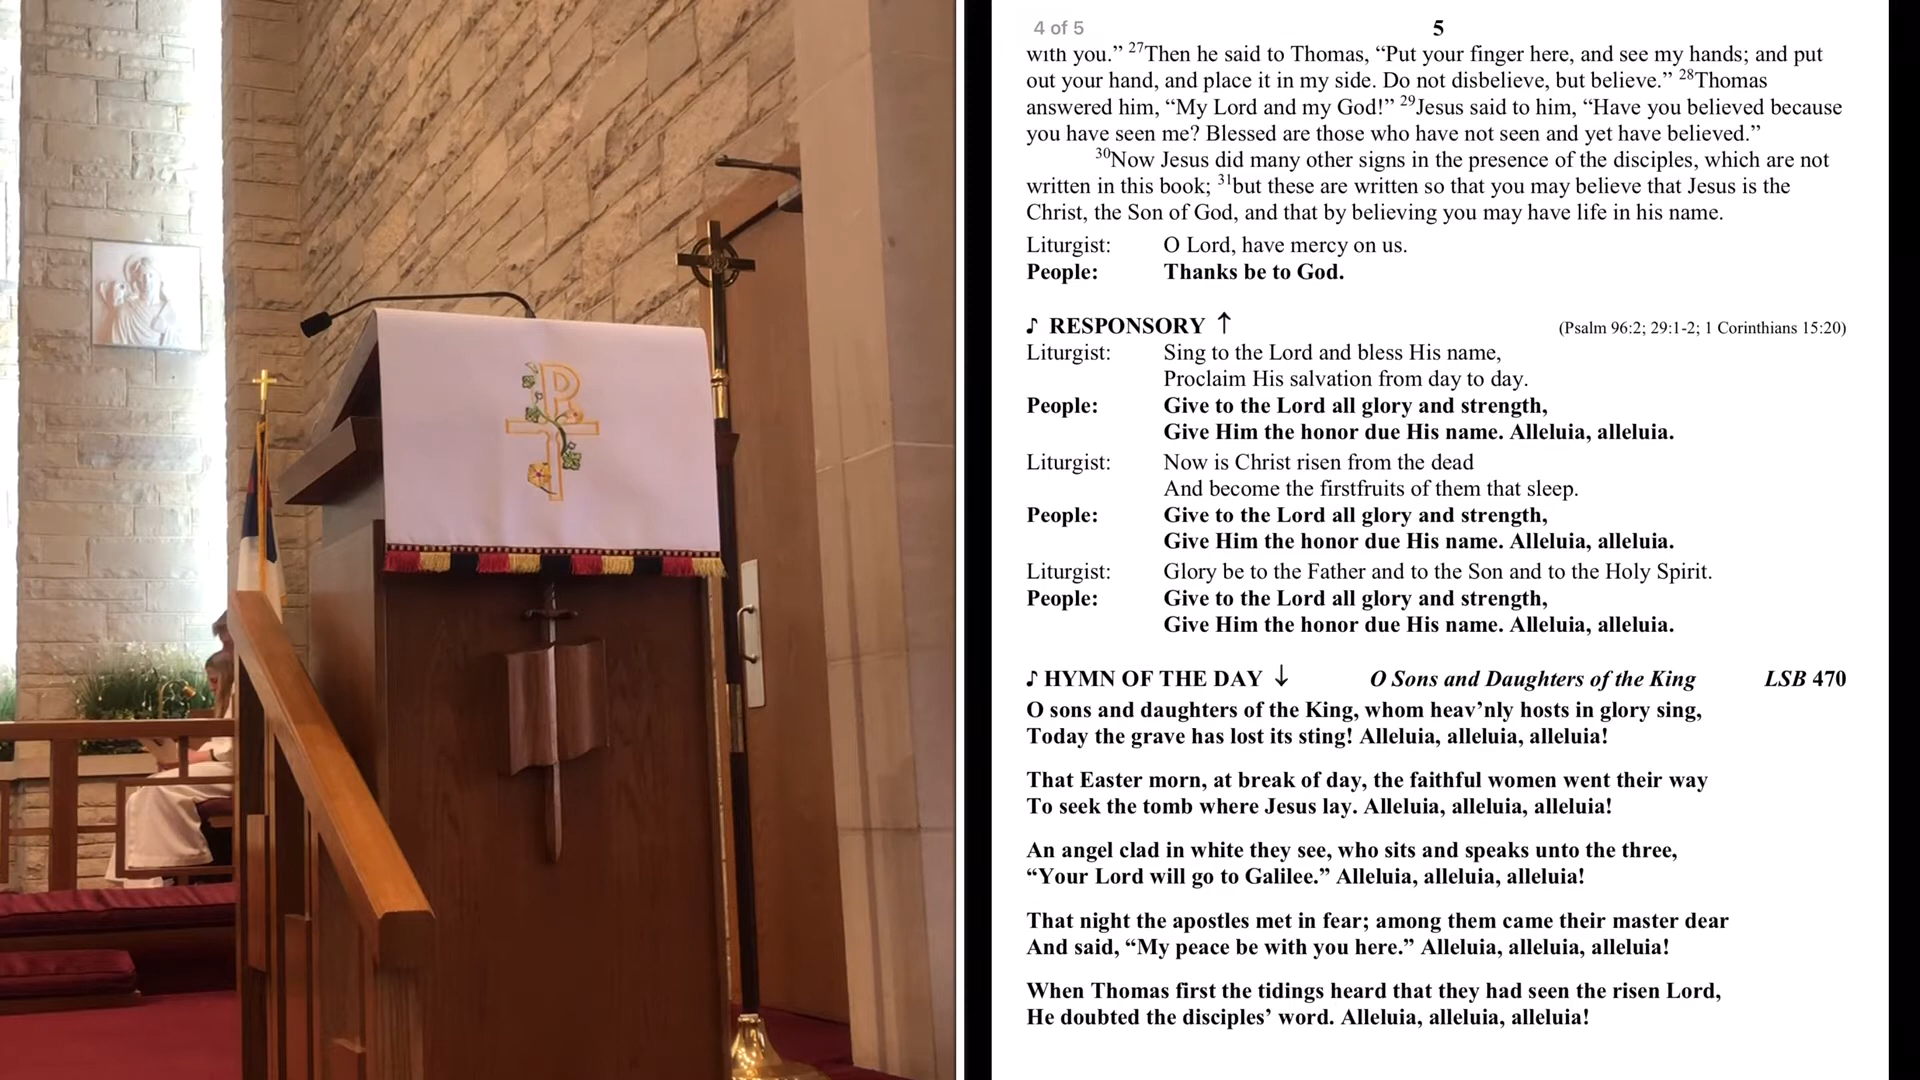 4 of 5
5
with you.” ²⁷Then he said to Thomas, “Put your finger here, and see my hands; and put
out your hand, and place it in my side. Do not disbelieve, but believe.” ²⁸Thomas
answered him, “My Lord and my God!” ²⁹Jesus said to him, “Have you believed because
you have seen me? Blessed are those who have not seen and yet have believed.”
³⁰Now Jesus did many other signs in the presence of the disciples, which are not
written in this book; ³¹but these are written so that you may believe that Jesus is the
Christ, the Son of God, and that by believing you may have life in his name.
Liturgist: O Lord, have mercy on us.
People: Thanks be to God.
♪ RESPONSORY ↑ (Psalm 96:2; 29:1-2; 1 Corinthians 15:20)
Liturgist: Sing to the Lord and bless His name,
Proclaim His salvation from day to day.
People: Give to the Lord all glory and strength,
Give Him the honor due His name. Alleluia, alleluia.
Liturgist: Now is Christ risen from the dead
And become the firstfruits of them that sleep.
People: Give to the Lord all glory and strength,
Give Him the honor due His name. Alleluia, alleluia.
Liturgist: Glory be to the Father and to the Son and to the Holy Spirit.
People: Give to the Lord all glory and strength,
Give Him the honor due His name. Alleluia, alleluia.
♪ HYMN OF THE DAY ↓ O Sons and Daughters of the King LSB 470
O sons and daughters of the King, whom heav’nly hosts in glory sing,
Today the grave has lost its sting! Alleluia, alleluia, alleluia!
That Easter morn, at break of day, the faithful women went their way
To seek the tomb where Jesus lay. Alleluia, alleluia, alleluia!
An angel clad in white they see, who sits and speaks unto the three,
“Your Lord will go to Galilee.” Alleluia, alleluia, alleluia!
That night the apostles met in fear; among them came their master dear
And said, “My peace be with you here.” Alleluia, alleluia, alleluia!
When Thomas first the tidings heard that they had seen the risen Lord,
He doubted the disciples’ word. Alleluia, alleluia, alleluia!